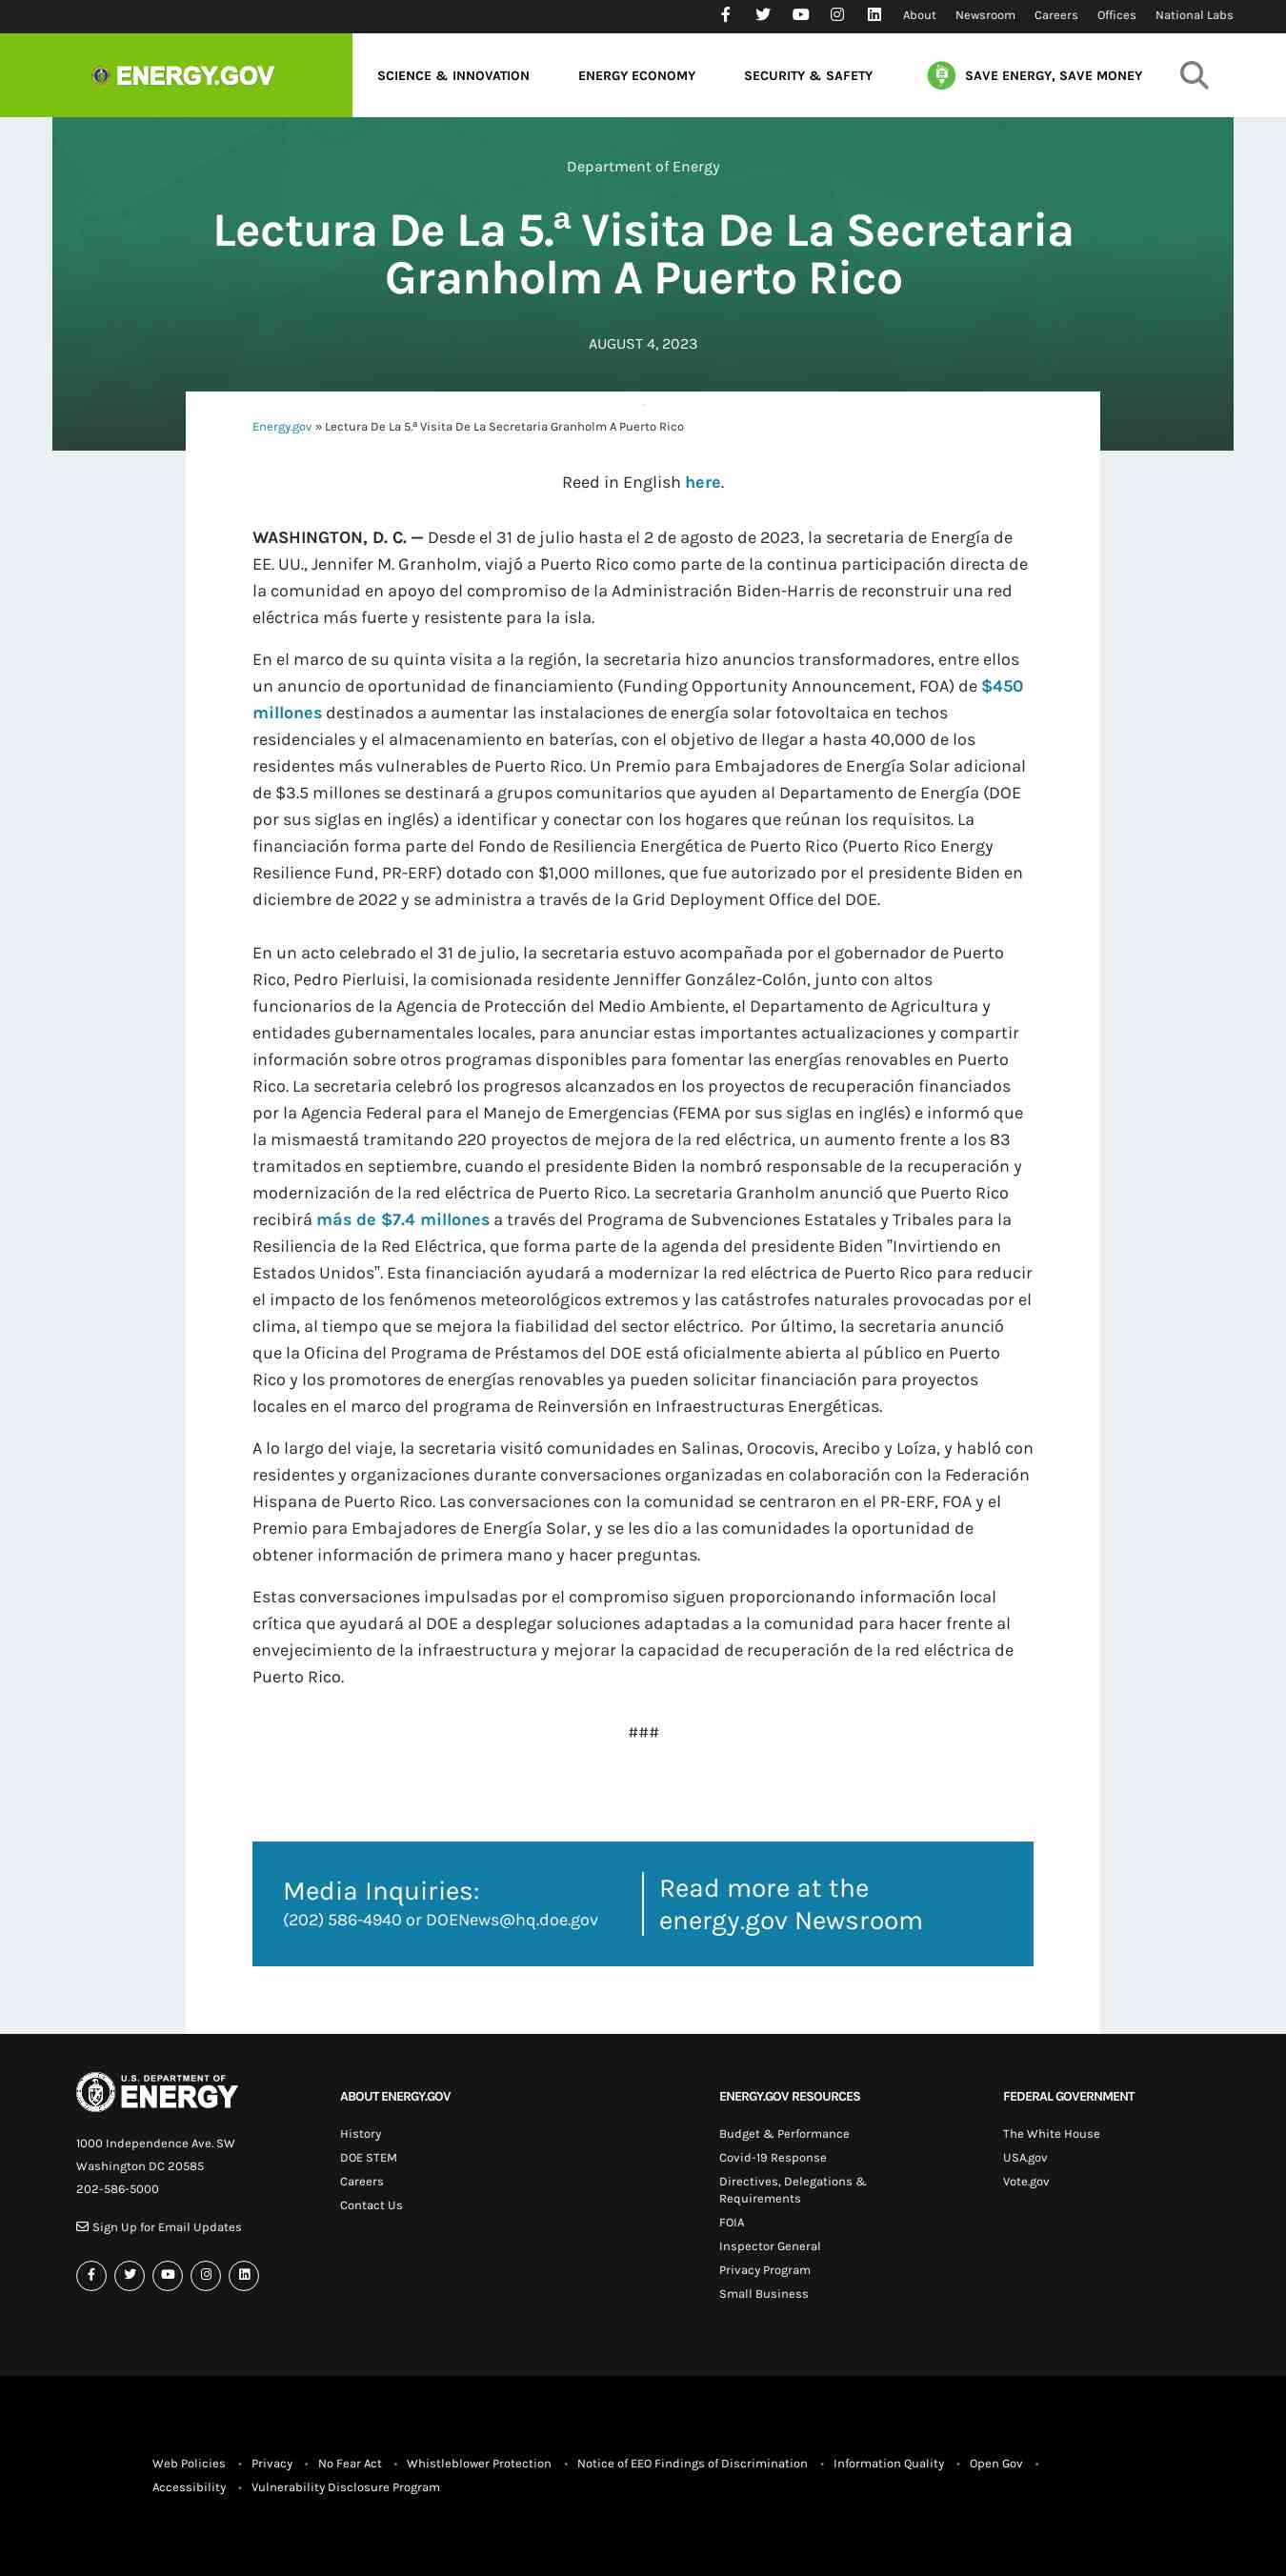 About Newsroom Careers Offices National Labs
ENERGY.GOV
SCIENCE & INNOVATION ENERGY ECONOMY SECURITY & SAFETY SAVE ENERGY, SAVE MONEY
Department of Energy
Lectura De La 5.ª Visita De La Secretaria
Granholm A Puerto Rico
AUGUST 4, 2023
Energy.gov » Lectura De La 5.ª Visita De La Secretaria Granholm A Puerto Rico
Reed in English here.
WASHINGTON, D. C. — Desde el 31 de julio hasta el 2 de agosto de 2023, la secretaria de Energía de
EE. UU., Jennifer M. Granholm, viajó a Puerto Rico como parte de la continua participación directa de
la comunidad en apoyo del compromiso de la Administración Biden-Harris de reconstruir una red
eléctrica más fuerte y resistente para la isla.
En el marco de su quinta visita a la región, la secretaria hizo anuncios transformadores, entre ellos
un anuncio de oportunidad de financiamiento (Funding Opportunity Announcement, FOA) de $450
millones destinados a aumentar las instalaciones de energía solar fotovoltaica en techos
residenciales y el almacenamiento en baterías, con el objetivo de llegar a hasta 40,000 de los
residentes más vulnerables de Puerto Rico. Un Premio para Embajadores de Energía Solar adicional
de $3.5 millones se destinará a grupos comunitarios que ayuden al Departamento de Energía (DOE
por sus siglas en inglés) a identificar y conectar con los hogares que reúnan los requisitos. La
financiación forma parte del Fondo de Resiliencia Energética de Puerto Rico (Puerto Rico Energy
Resilience Fund, PR-ERF) dotado con $1,000 millones, que fue autorizado por el presidente Biden en
diciembre de 2022 y se administra a través de la Grid Deployment Office del DOE.
En un acto celebrado el 31 de julio, la secretaria estuvo acompañada por el gobernador de Puerto
Rico, Pedro Pierluisi, la comisionada residente Jenniffer González-Colón, junto con altos
funcionarios de la Agencia de Protección del Medio Ambiente, el Departamento de Agricultura y
entidades gubernamentales locales, para anunciar estas importantes actualizaciones y compartir
información sobre otros programas disponibles para fomentar las energías renovables en Puerto
Rico. La secretaria celebró los progresos alcanzados en los proyectos de recuperación financiados
por la Agencia Federal para el Manejo de Emergencias (FEMA por sus siglas en inglés) e informó que
la mismaestá tramitando 220 proyectos de mejora de la red eléctrica, un aumento frente a los 83
tramitados en septiembre, cuando el presidente Biden la nombró responsable de la recuperación y
modernización de la red eléctrica de Puerto Rico. La secretaria Granholm anunció que Puerto Rico
recibirá más de $7.4 millones a través del Programa de Subvenciones Estatales y Tribales para la
Resiliencia de la Red Eléctrica, que forma parte de la agenda del presidente Biden "Invirtiendo en
Estados Unidos". Esta financiación ayudará a modernizar la red eléctrica de Puerto Rico para reducir
el impacto de los fenómenos meteorológicos extremos y las catástrofes naturales provocadas por el
clima, al tiempo que se mejora la fiabilidad del sector eléctrico.  Por último, la secretaria anunció
que la Oficina del Programa de Préstamos del DOE está oficialmente abierta al público en Puerto
Rico y los promotores de energías renovables ya pueden solicitar financiación para proyectos
locales en el marco del programa de Reinversión en Infraestructuras Energéticas.
A lo largo del viaje, la secretaria visitó comunidades en Salinas, Orocovis, Arecibo y Loíza, y habló con
residentes y organizaciones durante conversaciones organizadas en colaboración con la Federación
Hispana de Puerto Rico. Las conversaciones con la comunidad se centraron en el PR-ERF, FOA y el
Premio para Embajadores de Energía Solar, y se les dio a las comunidades la oportunidad de
obtener información de primera mano y hacer preguntas.
Estas conversaciones impulsadas por el compromiso siguen proporcionando información local
crítica que ayudará al DOE a desplegar soluciones adaptadas a la comunidad para hacer frente al
envejecimiento de la infraestructura y mejorar la capacidad de recuperación de la red eléctrica de
Puerto Rico.
###
Media Inquiries:
(202) 586-4940 or DOENews@hq.doe.gov
Read more at the
energy.gov Newsroom
U.S. DEPARTMENT OF
ENERGY
1000 Independence Ave. SW
Washington DC 20585
202-586-5000
Sign Up for Email Updates
ABOUT ENERGY.GOV
History
DOE STEM
Careers
Contact Us
ENERGY.GOV RESOURCES
Budget & Performance
Covid-19 Response
Directives, Delegations &
Requirements
FOIA
Inspector General
Privacy Program
Small Business
FEDERAL GOVERNMENT
The White House
USA.gov
Vote.gov
Web Policies • Privacy • No Fear Act • Whistleblower Protection • Notice of EEO Findings of Discrimination • Information Quality • Open Gov •
Accessibility • Vulnerability Disclosure Program